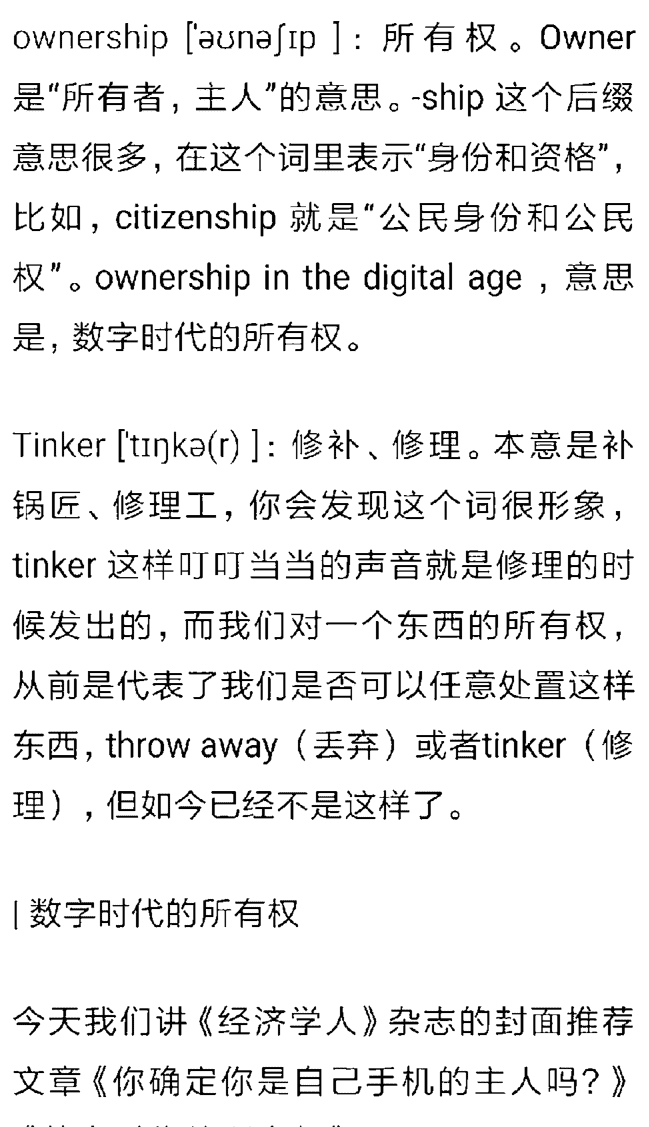 ownership ['əʊnəʃɪp ]：所有权。Owner
是“所有者，主人”的意思。-ship 这个后缀
意思很多，在这个词里表示“身份和资格”，
比如，citizenship 就是“公民身份和公民
权”。ownership in the digital age ，意思
是，数字时代的所有权。
Tinker ['tɪŋkə(r) ]：修补、修理。本意是补
锅匠、修理工，你会发现这个词很形象，
tinker 这样叮叮当当的声音就是修理的时
候发出的，而我们对一个东西的所有权，
从前是代表了我们是否可以任意处置这样
东西，throw away（丢弃）或者tinker（修
理），但如今已经不是这样了。
| 数字时代的所有权
今天我们讲《经济学人》杂志的封面推荐
文章《你确定你是自己手机的主人吗？》